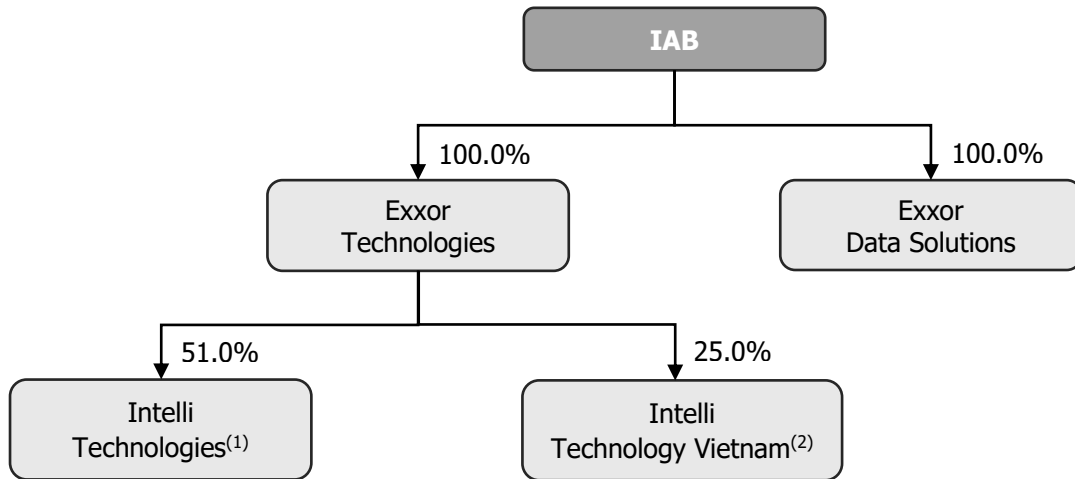 IAB
100.0%
100.0%
Exxor
Technologies
Exxor
Data Solutions
51.0%
25.0%
Intelli
Technologies(1)
Intelli
Technology Vietnam(2)